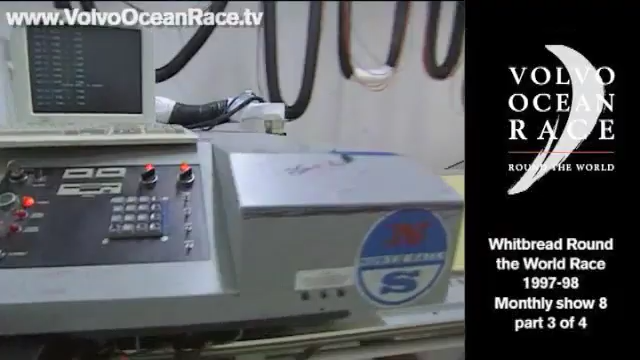 www.VolvoOceanRace.tv
VOLVO
OCEAN
RACE
ROUND THE WORLD
N
S
Whitbread Round
the World Race
1997-98
Monthly show 8
part 3 of 4